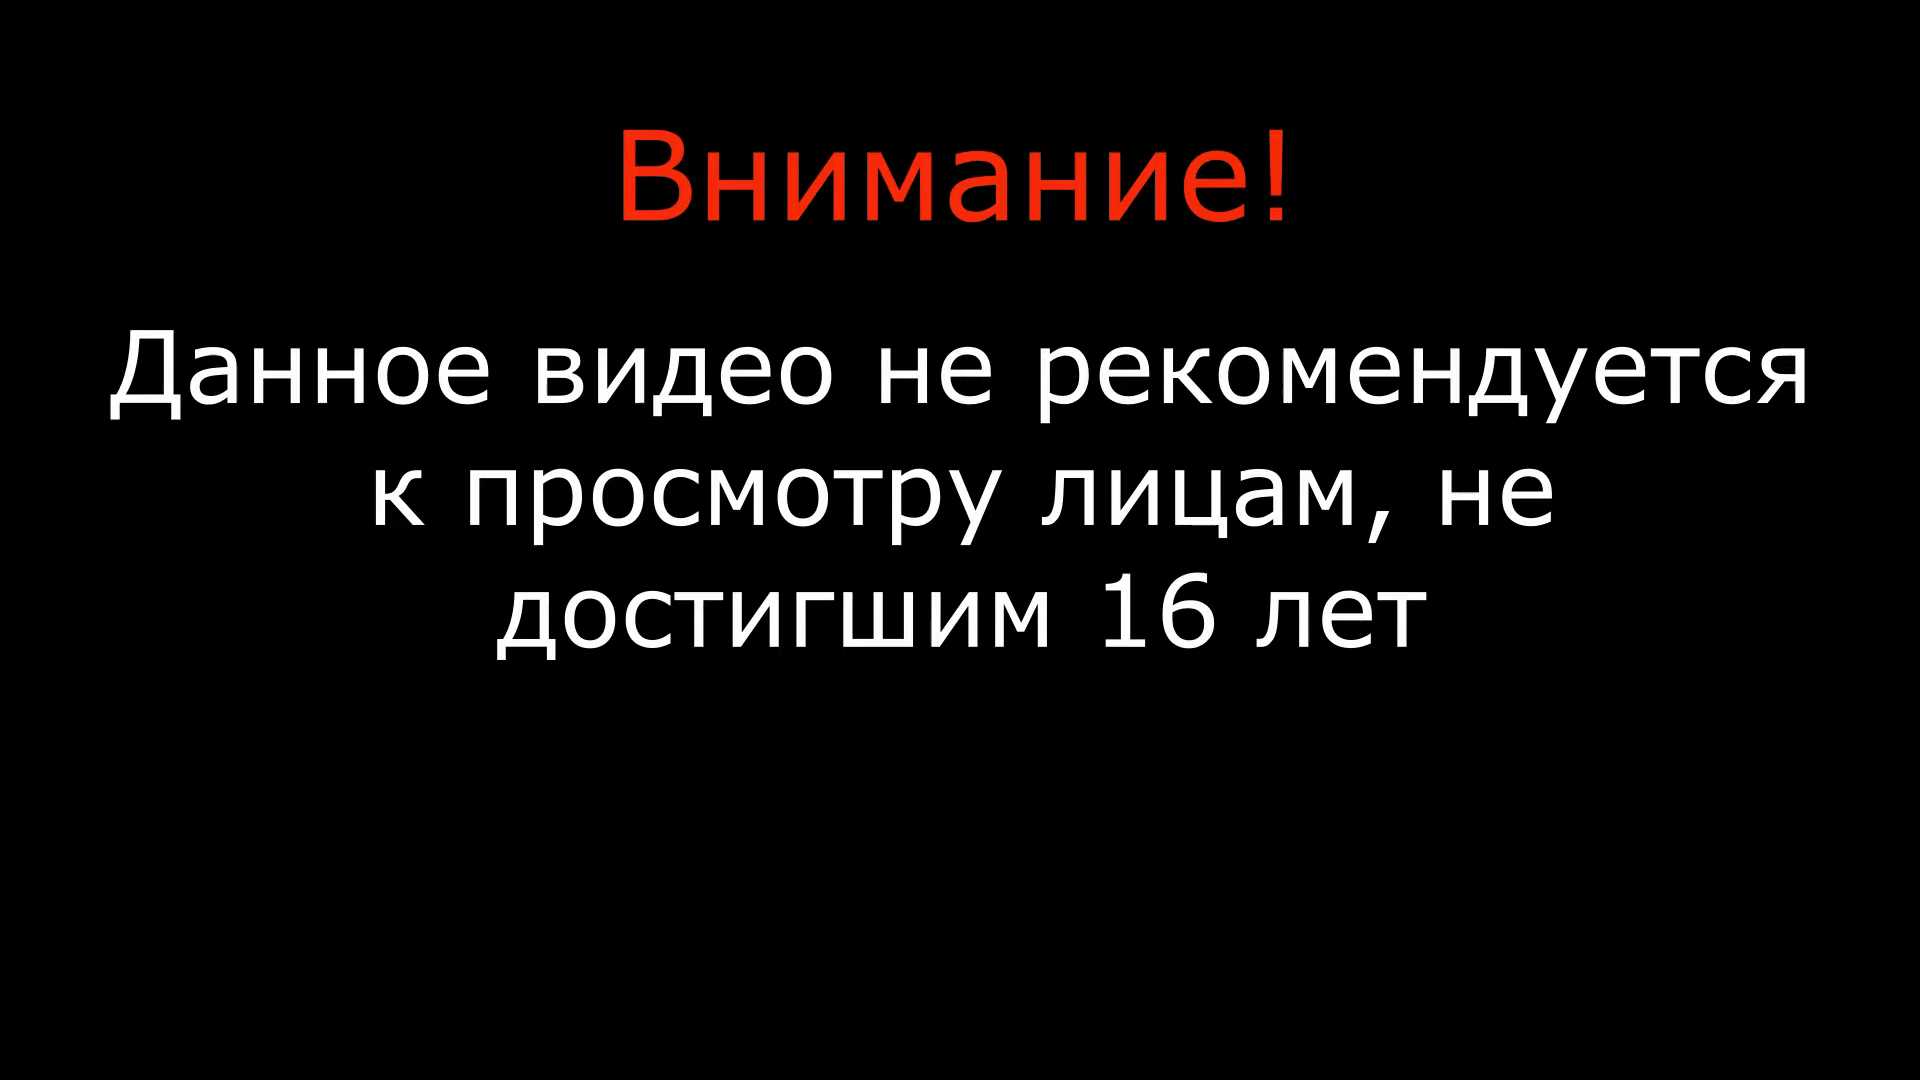 Внимание!
Данное видео не рекомендуется
к просмотру лицам, не
достигшим 16 лет